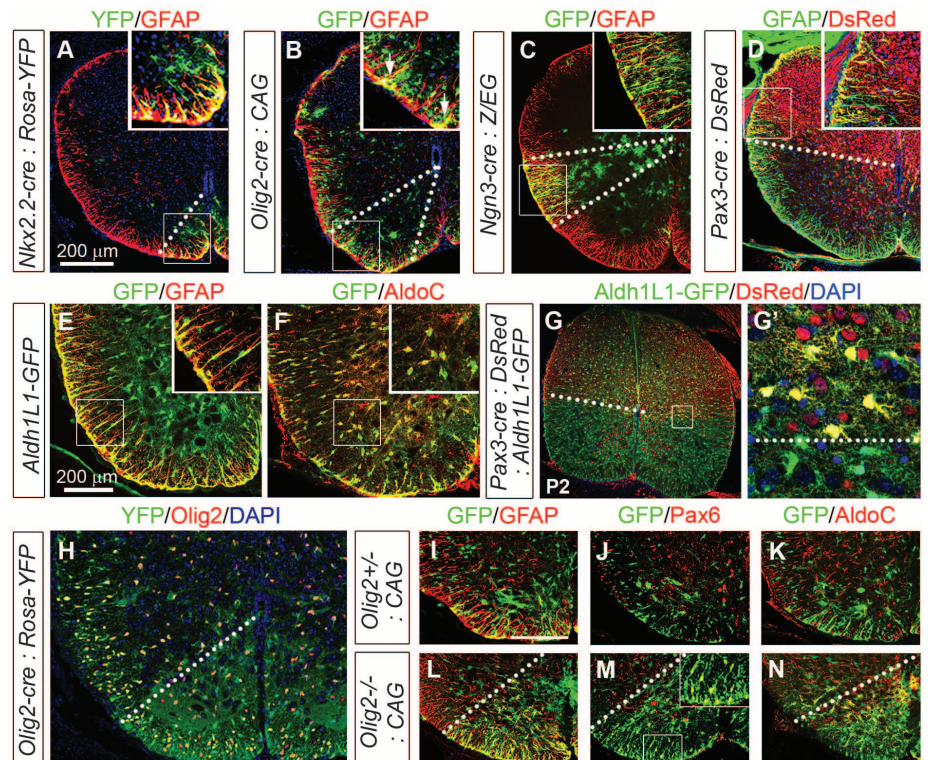 YFP/GFAP
GFP/GFAP
GFP/GFAP
GFAP/DsRed
Nkx2.2-cre : Rosa-YFP
A
200 μm
Olig2-cre : CAG
B
Ngn3-cre : Z/EG
C
Pax3-cre : DsRed
D
GFP/GFAP
GFP/AldoC
Aldh1L1-GFP/DsRed/DAPI
Aldh1L1-GFP
E
200 μm
F
Pax3-cre : DsRed
: Aldh1L1-GFP
G
P2
G'
YFP/Olig2/DAPI
GFP/GFAP
GFP/Pax6
GFP/AldoC
Olig2-cre : Rosa-YFP
H
Olig2+/-
: CAG
I
J
K
Olig2-/-
: CAG
L
M
N